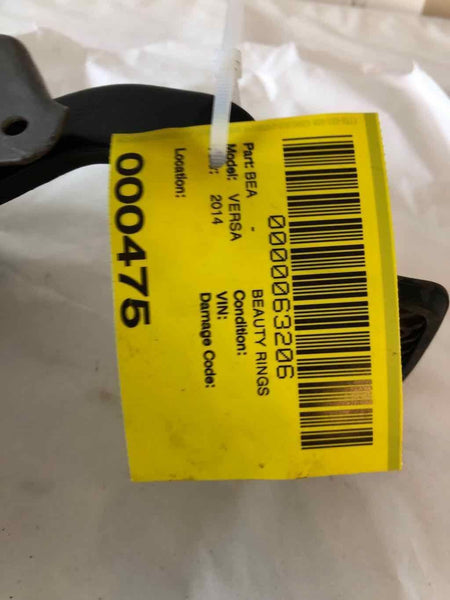 0000063206
Part: BEA - BEAUTY RINGS
Model: VERSA Condition:
2014 VIN:
Damage Code:
Location:
000475